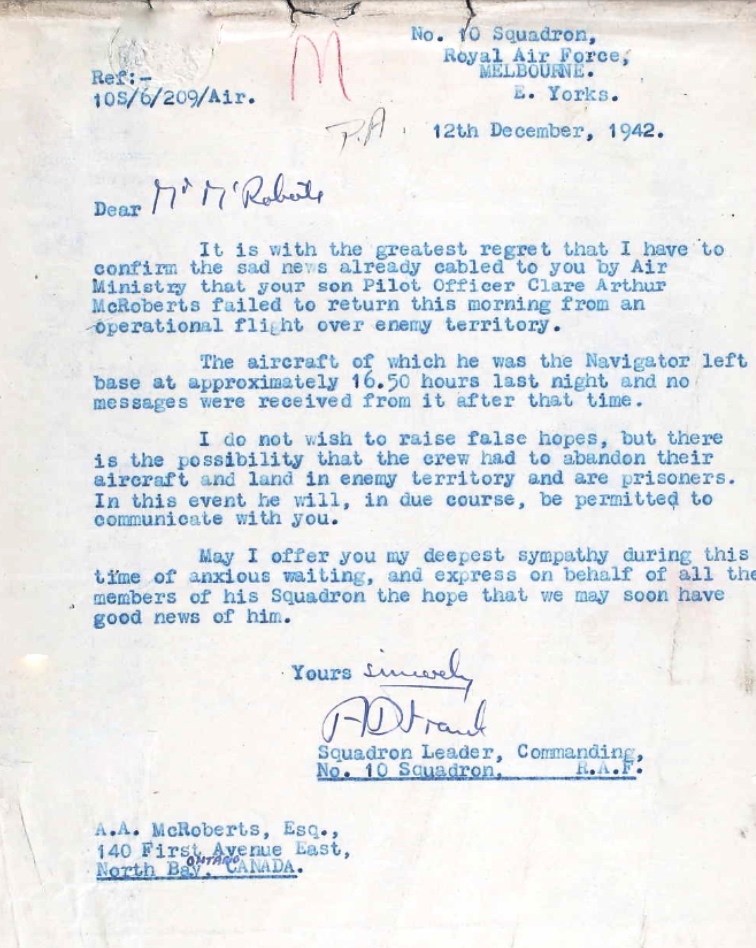 No. 10 Squadron,
Royal Air Force,
MELBOURNE.
E. Yorks.
Ref:-
10S/6/209/Air.
M
P.A.
12th December, 1942.
Dear Mr McRoberts
It is with the greatest regret that I have to
confirm the sad news already cabled to you by Air
Ministry that your son Pilot Officer Clare Arthur
McRoberts failed to return this morning from an
operational flight over enemy territory.
The aircraft of which he was the Navigator left
base at approximately 16.50 hours last night and no
messages were received from it after that time.
I do not wish to raise false hopes, but there
is the possibility that the crew had to abandon their
aircraft and land in enemy territory and are prisoners.
In this event he will, in due course, be permitted to
communicate with you.
May I offer you my deepest sympathy during this
time of anxious waiting, and express on behalf of all the
members of his Squadron the hope that we may soon have
good news of him.
Yours sincerely
ADFrank
Squadron Leader, Commanding,
No. 10 Squadron, R.A.F.
A.A. McRoberts, Esq.,
140 First Avenue East,
North Bay, ONTARIO CANADA.